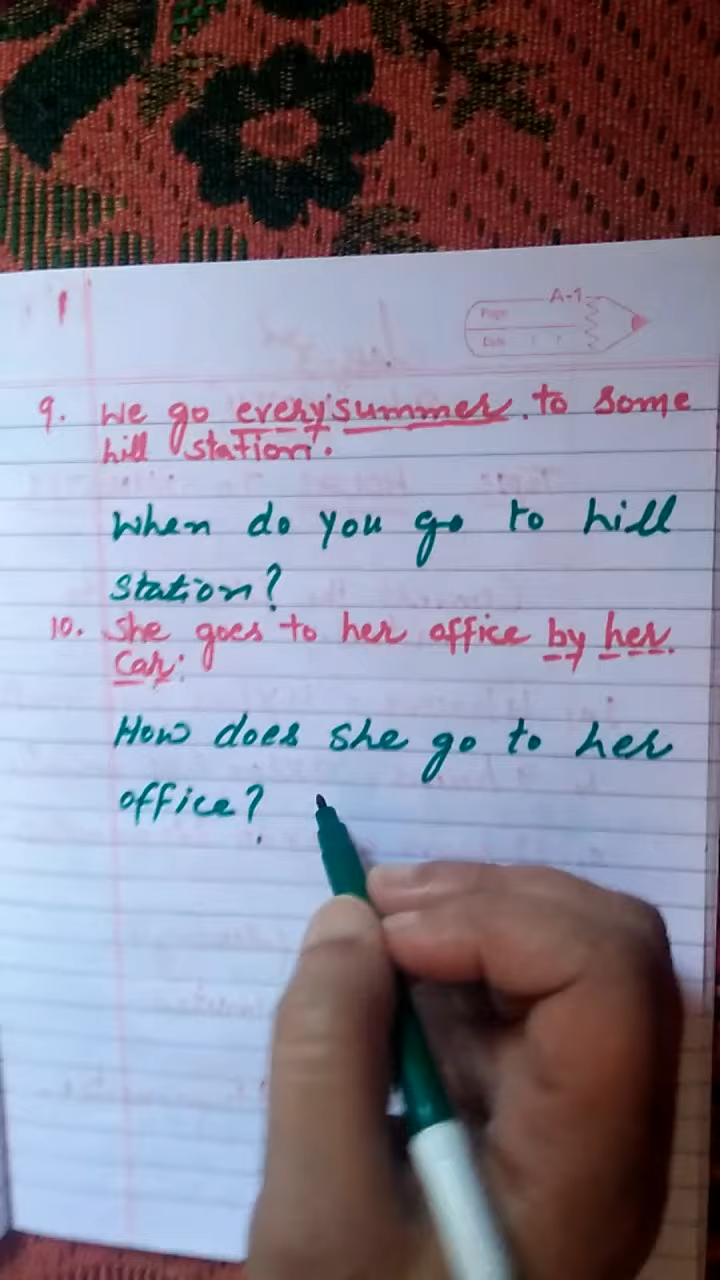 A-1
Page
Date
9. We go every summer to some
hill station.
When do you go to hill
station?
10. She goes to her office by her.
Car.
How does she go to her
office?